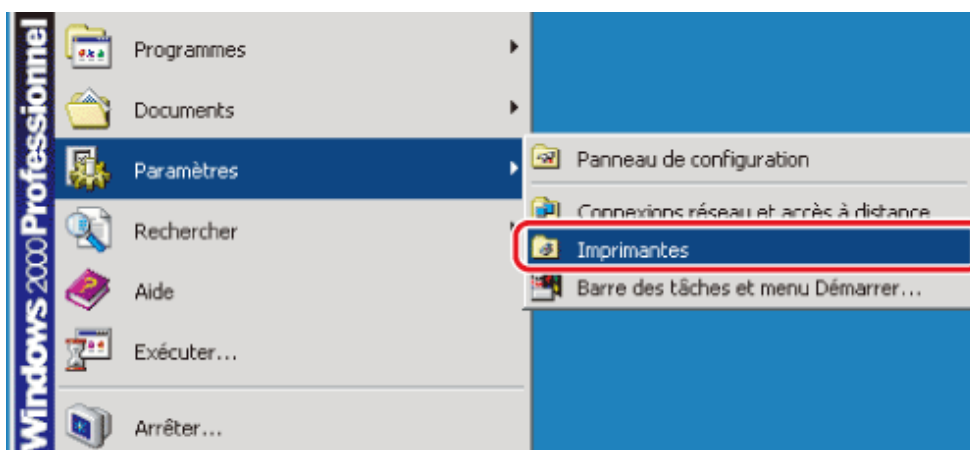 Windows 2000 Professionnel
Programmes
Documents
Paramètres
Rechercher
Aide
Exécuter...
Arrêter...
Panneau de configuration
Connexions réseau et accès à distance
Imprimantes
Barre des tâches et menu Démarrer...